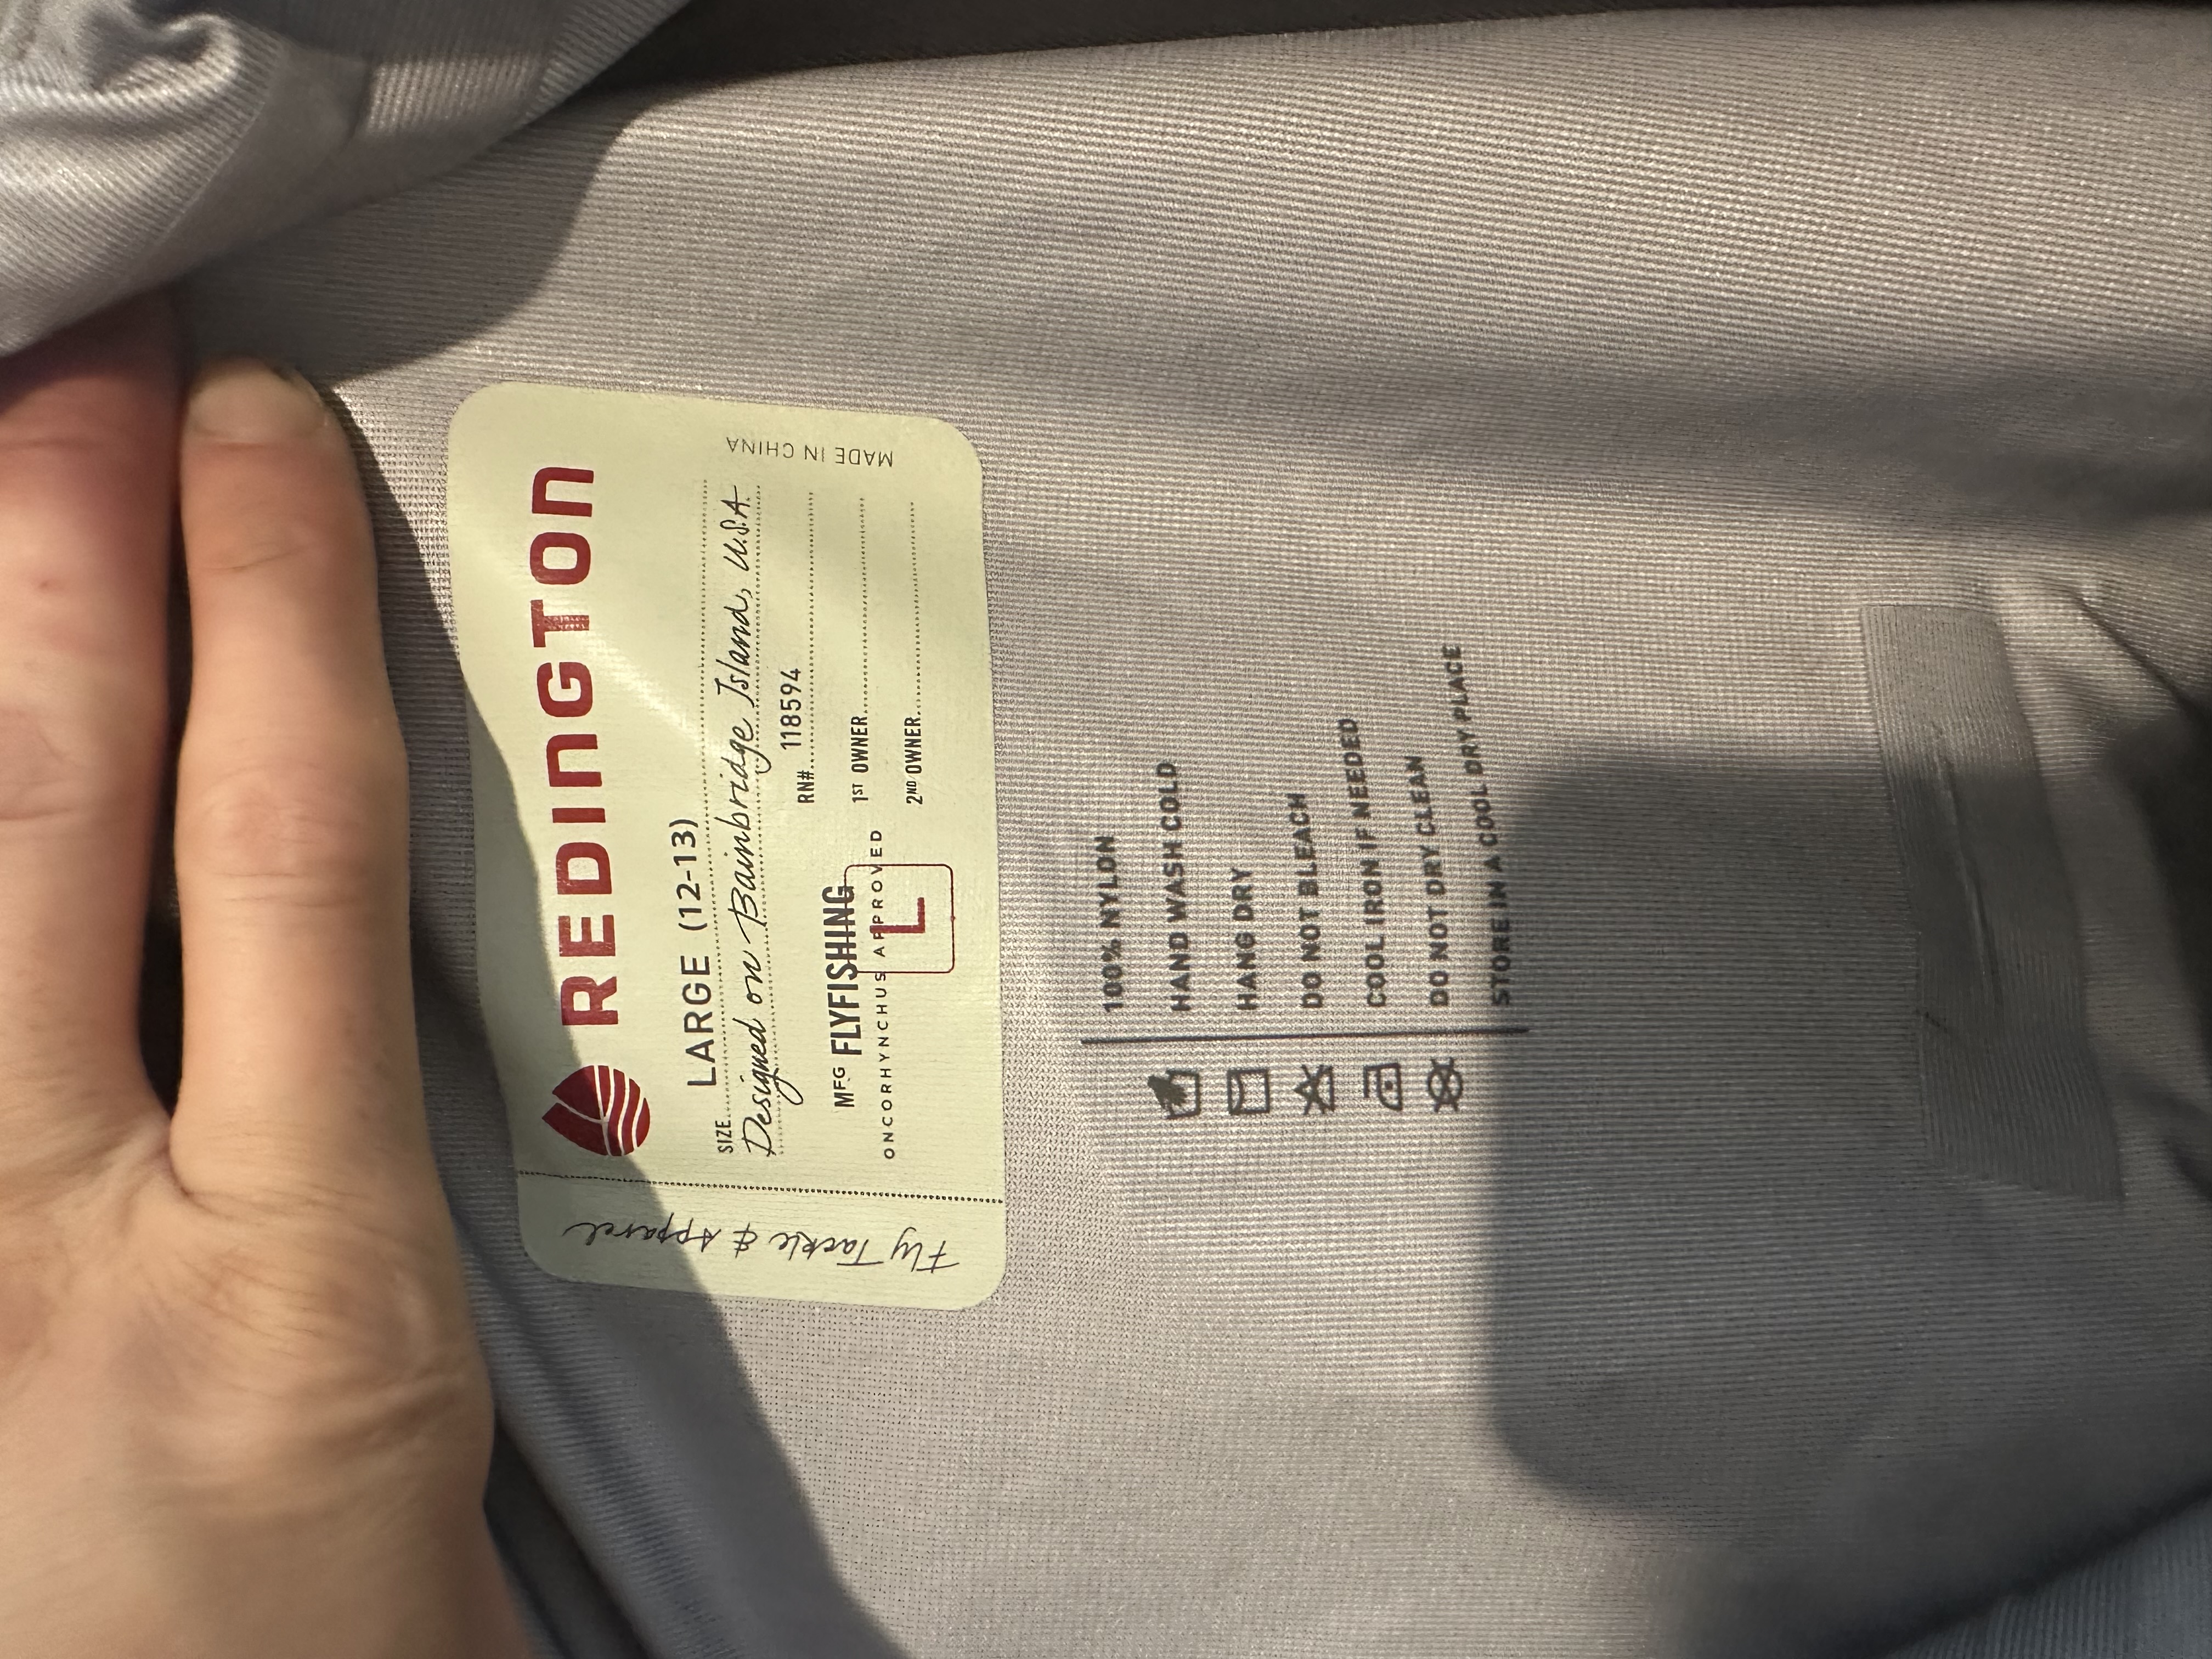 REDINGTON
SIZE LARGE (12-13)
Designed on Bainbridge Island, U.S.A.
RN# 118594
MFG FLYFISHING
1ST OWNER
ONCORHYNCHUS APPROVED
L
2ND OWNER
MADE IN CHINA
Fly Tackle & Apparel
100% NYLON
HAND WASH COLD
HANG DRY
DO NOT BLEACH
COOL IRON IF NEEDED
DO NOT DRY CLEAN
STORE IN A COOL DRY PLACE